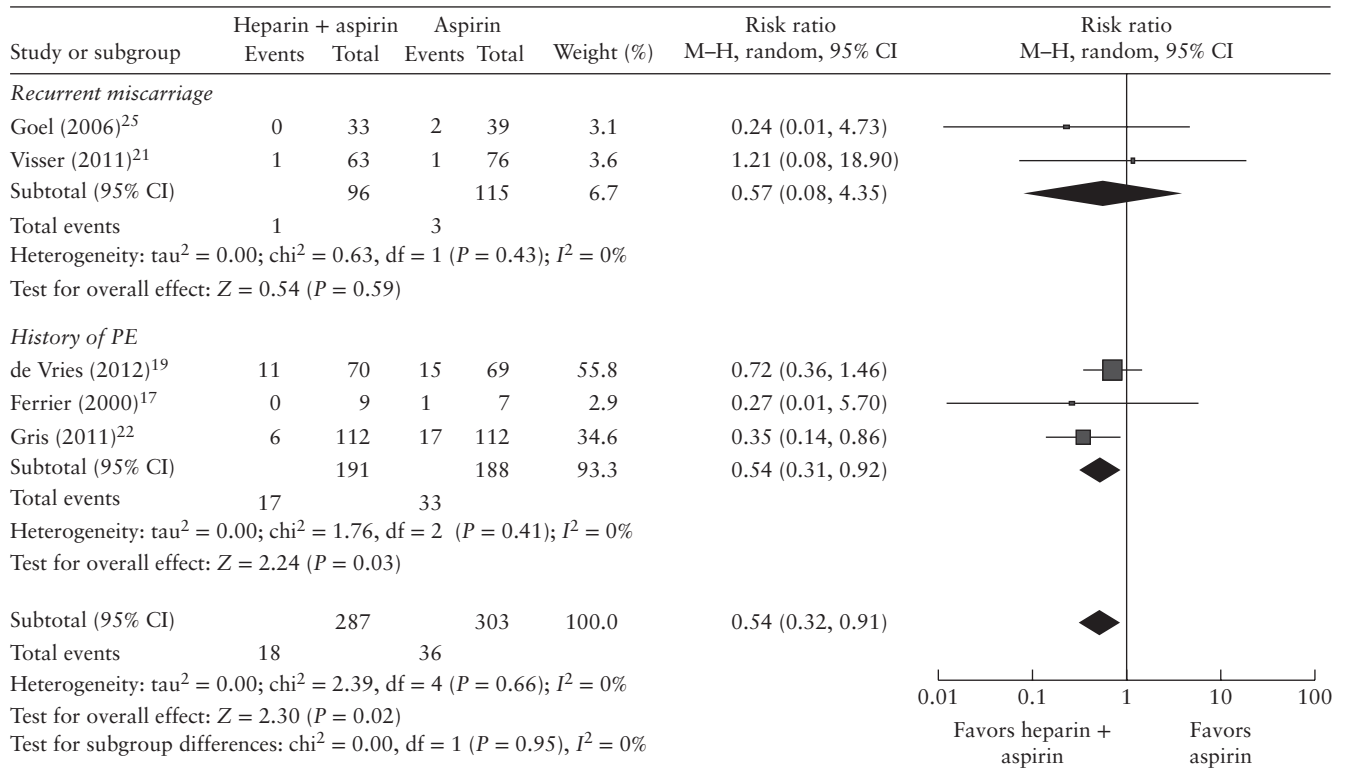 Heparin + aspirin Aspirin Risk ratio Risk ratio
Study or subgroup Events Total Events Total Weight (%) M–H, random, 95% CI M–H, random, 95% CI
Recurrent miscarriage
Goel (2006)25 0 33 2 39 3.1 0.24 (0.01, 4.73)
Visser (2011)21 1 63 1 76 3.6 1.21 (0.08, 18.90)
Subtotal (95% CI) 96 115 6.7 0.57 (0.08, 4.35)
Total events 1 3
Heterogeneity: tau2 = 0.00; chi2 = 0.63, df = 1 (P = 0.43); I2 = 0%
Test for overall effect: Z = 0.54 (P = 0.59)
History of PE
de Vries (2012)19 11 70 15 69 55.8 0.72 (0.36, 1.46)
Ferrier (2000)17 0 9 1 7 2.9 0.27 (0.01, 5.70)
Gris (2011)22 6 112 17 112 34.6 0.35 (0.14, 0.86)
Subtotal (95% CI) 191 188 93.3 0.54 (0.31, 0.92)
Total events 17 33
Heterogeneity: tau2 = 0.00; chi2 = 1.76, df = 2 (P = 0.41); I2 = 0%
Test for overall effect: Z = 2.24 (P = 0.03)
Subtotal (95% CI) 287 303 100.0 0.54 (0.32, 0.91)
Total events 18 36
Heterogeneity: tau2 = 0.00; chi2 = 2.39, df = 4 (P = 0.66); I2 = 0%
Test for overall effect: Z = 2.30 (P = 0.02)
Test for subgroup differences: chi2 = 0.00, df = 1 (P = 0.95), I2 = 0%
0.01 0.1 1 10 100
Favors heparin + Favors
aspirin aspirin